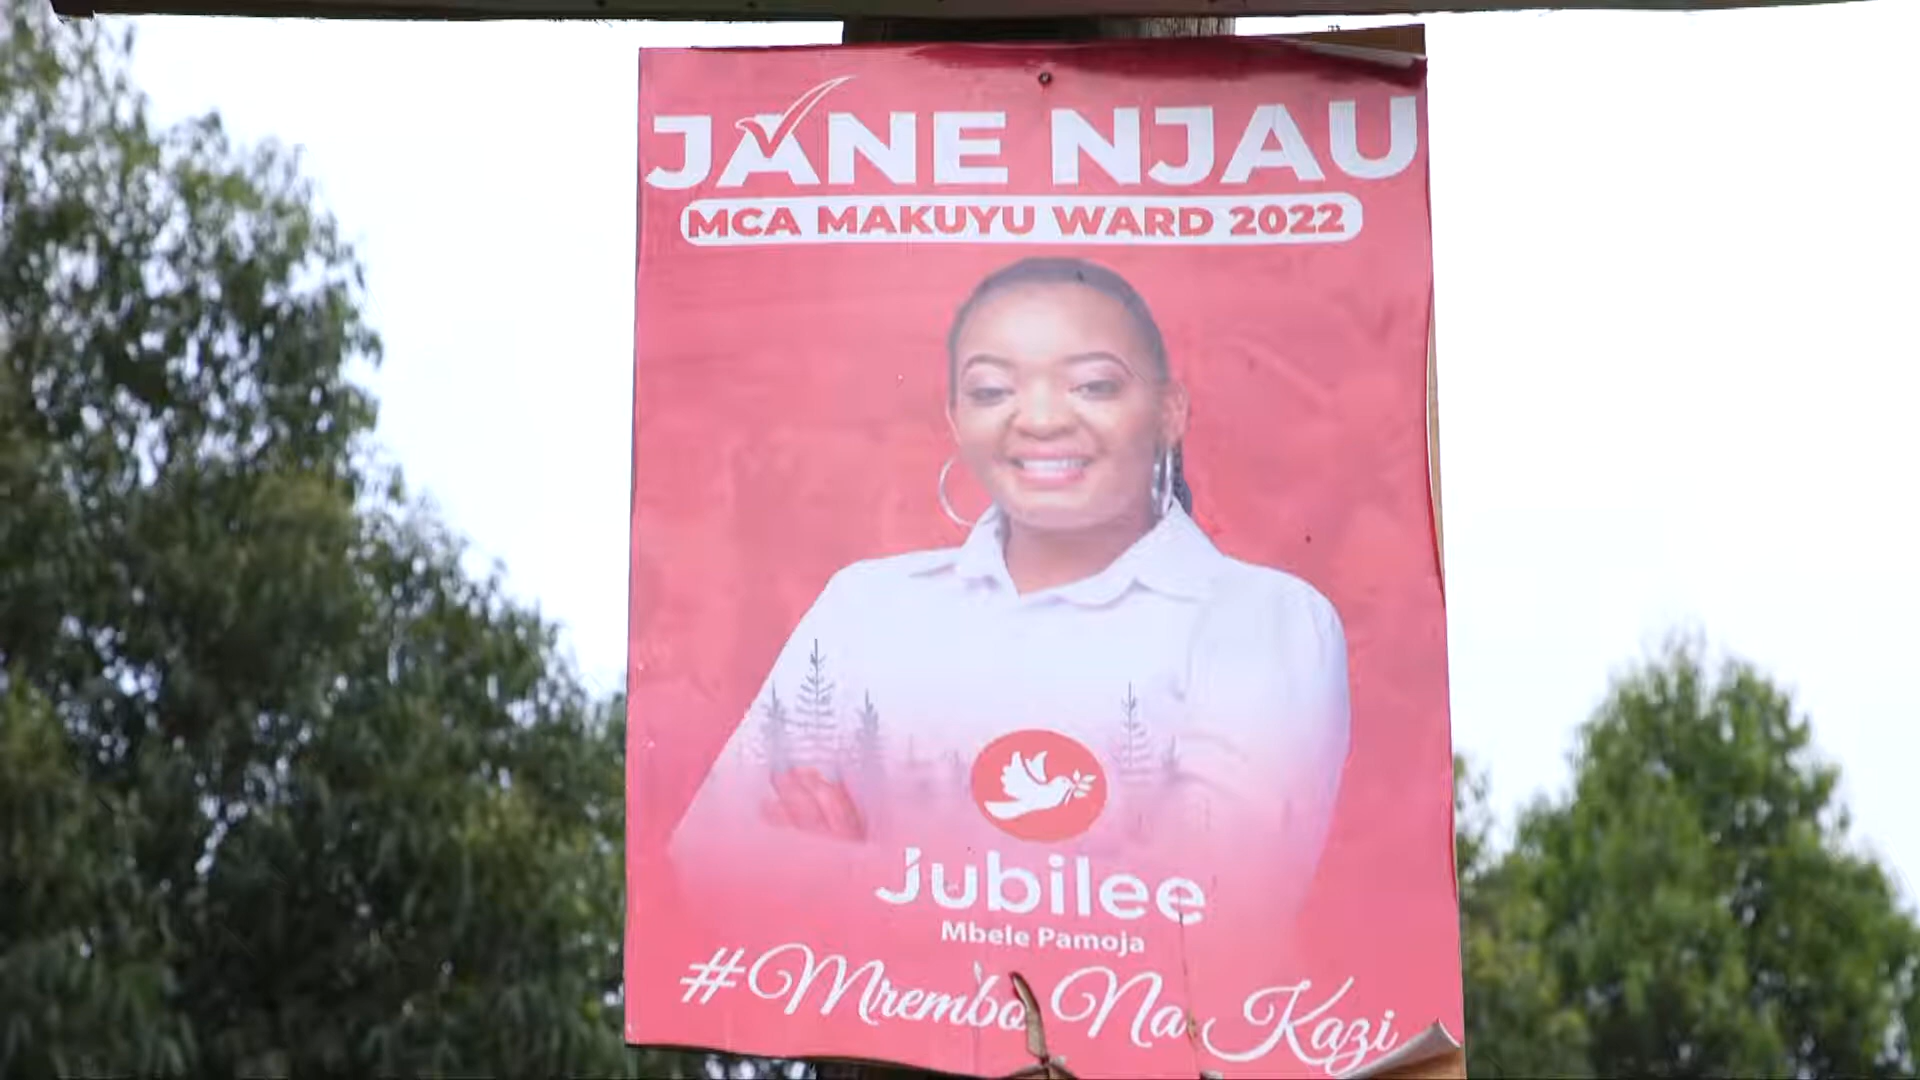 JANE NJAU
MCA MAKUYU WARD 2022
Jubilee
Mbele Pamoja
#Mrembo Na Kazi